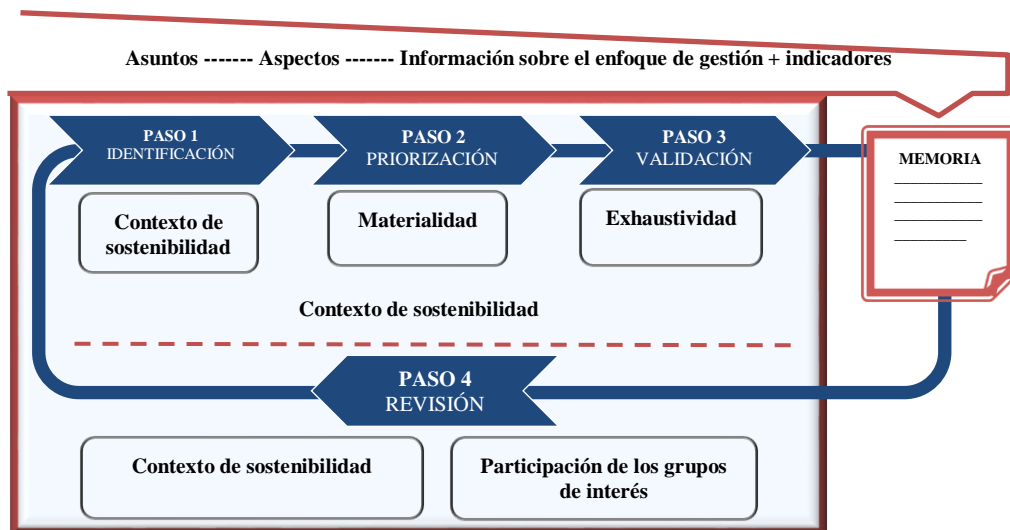 Asuntos ------- Aspectos ------- Información sobre el enfoque de gestión + indicadores
PASO 1
IDENTIFICACIÓN
PASO 2
PRIORIZACIÓN
PASO 3
VALIDACIÓN
MEMORIA
Contexto de
sostenibilidad
Materialidad
Exhaustividad
Contexto de sostenibilidad
PASO 4
REVISIÓN
Contexto de sostenibilidad
Participación de los grupos
de interés